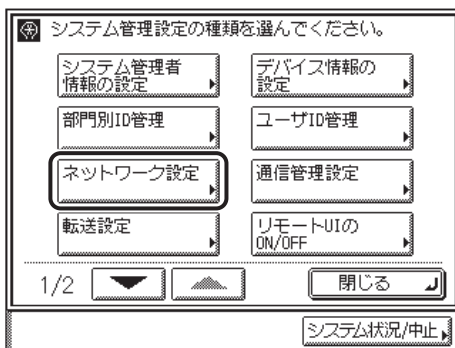 システム管理設定の種類を選んでください。
システム管理者
情報の設定
デバイス情報の
設定
部門別ID管理
ユーザID管理
ネットワーク設定
通信管理設定
転送設定
リモートUIの
ON/OFF
1/2
閉じる
システム状況/中止